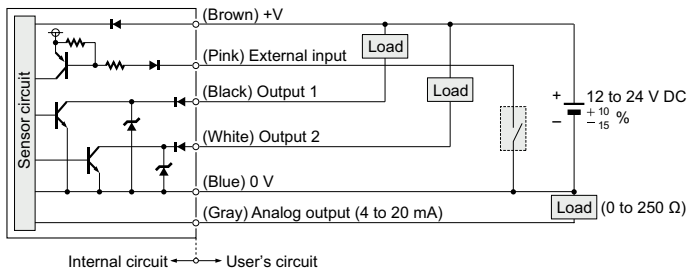 (Brown) +V
Load
(Pink) External input
Load
(Black) Output 1
+
12 to 24 V DC
+10
-15 %
−
Sensor circuit
(White) Output 2
(Blue) 0 V
Load
(0 to 250 Ω)
(Gray) Analog output (4 to 20 mA)
Internal circuit
User's circuit